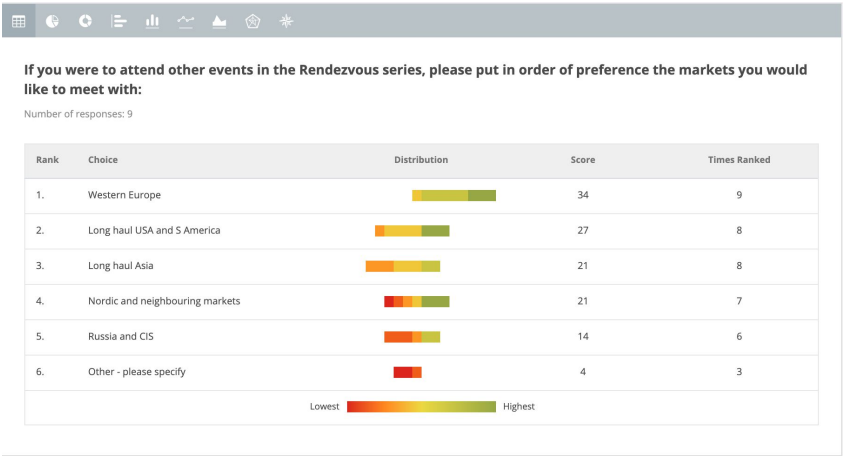 If you were to attend other events in the Rendezvous series, please put in order of preference the markets you would
like to meet with:
Number of responses: 9
Rank Choice Distribution Score Times Ranked
1. Western Europe 34 9
2. Long haul USA and S America 27 8
3. Long haul Asia 21 8
4. Nordic and neighbouring markets 21 7
5. Russia and CIS 14 6
6. Other - please specify 4 3
Lowest Highest